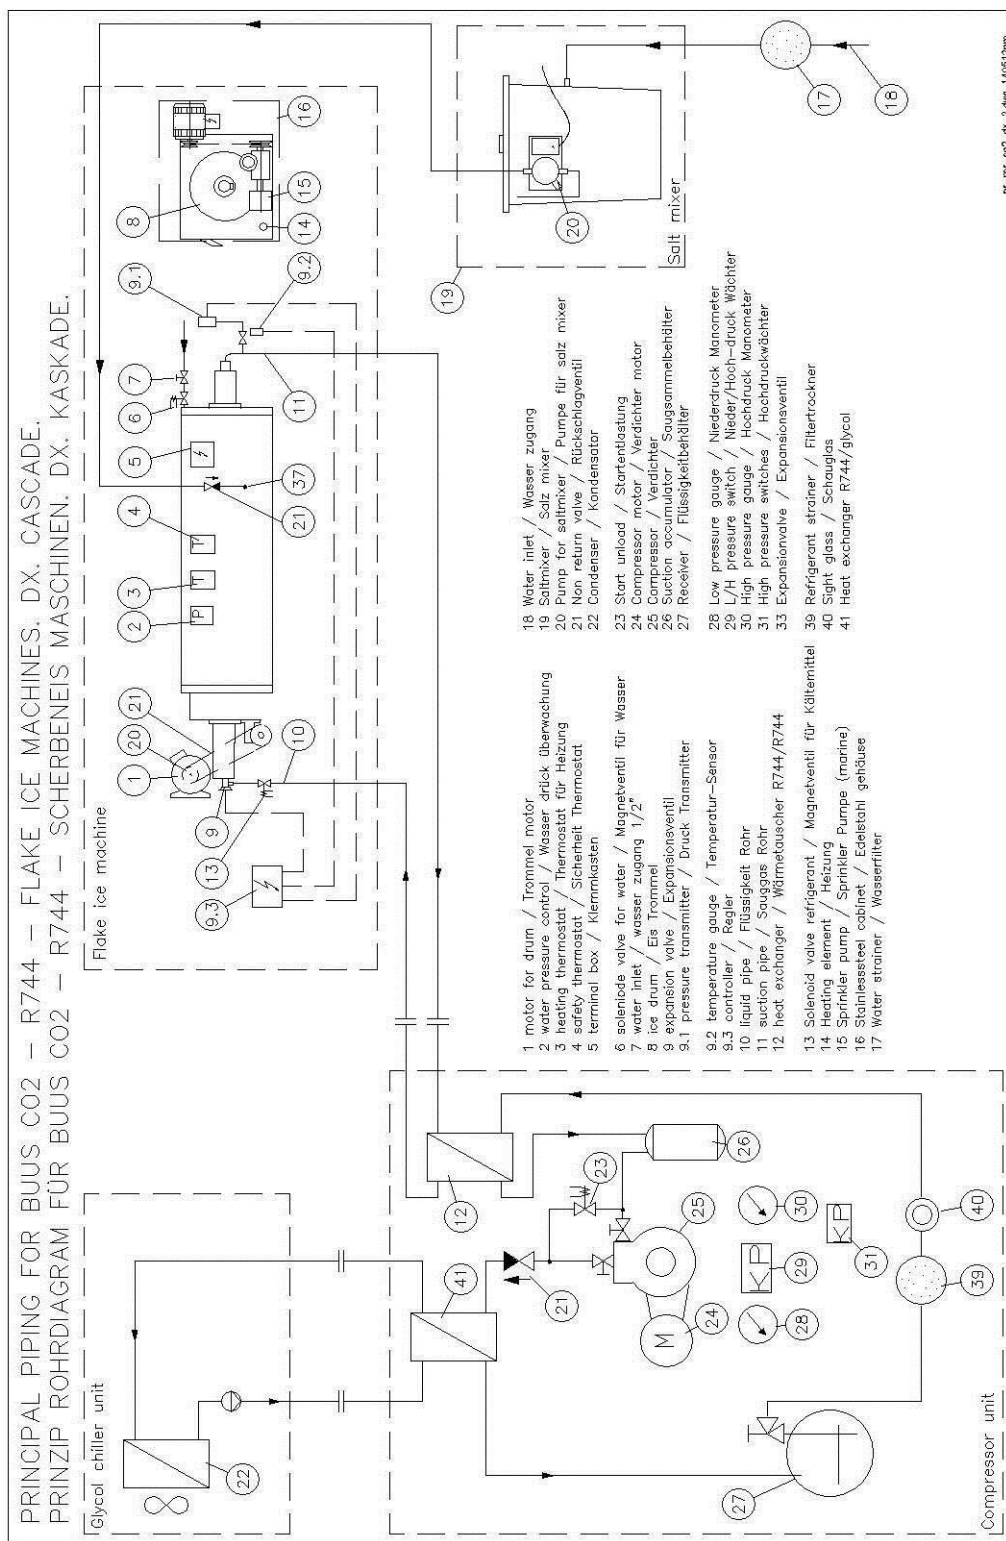 PRINCIPAL PIPING FOR BUUS CO2 – R744 – FLAKE ICE MACHINES. DX. CASCADE.
PRINZIP ROHRDIAGRAM FÜR BUUS CO2 – R744 – SCHERBENEIS MASCHINEN. DX. KASKADE.
Glycol chiller unit
22
Flake ice machine
1
20
21
2
3
4
5
6
7
9.1
8
9
13
9.3
10
P
T
T
21
37
11
9.2
14
15
16
19
20
Salt mixer
17
18
Compressor unit
41
12
21
23
25
24
M
26
27
28
29
30
31
KP
KP
39
40
1 motor for drum / Trommel motor
2 water pressure control / Wasser drück überwachung
3 heating thermostat / Thermostat für Heizung
4 safety thermostat / Sicherheit Thermostat
5 terminal box / Klemnkasten
6 soleniode valve for water / Magnetventil für Wasser
7 water inlet / wasser zugang 1/2"
8 ice drum / Eis Trommel
9 expansion valve / Expansionsventil
9.1 pressure transmitter / Drück Transmitter
9.2 temperature gauge / Temperatur–Sensor
9.3 controller / Regler
10 liquid pipe / Flüssigkeit Rohr
11 suction pipe / Sauggas Rohr
12 heat exchanger / Wärmetauscher R744/R744
13 Solenoid valve refrigerant / Magnetventil für Kältemittel
14 Heating element / Heizung
15 Sprinkler pump / Sprinkler Pumpe (marine)
16 Stainlesssteel cabinet / Edelstahl gehäuse
17 Water strainer / Wasserfilter
18 Water inlet / Wasser zugang
19 Saltmixer / Salz mixer
20 Pump for saltmixer / Pumpe für salz mixer
21 Non return valve / Rückschlagventil
22 Condenser / Kondensator
23 Start unload / Startentlastung
24 Compressor motor / Verdichter motor
25 Compressor / Verdichter
26 Suction accumulator / Saugsammelbehälter
27 Receiver / Flüssigkeitbehälter
28 Low pressure gauge / Niederdruck Manometer
29 L/H pressure switch / Nieder/Hoch–druck Wächter
30 High pressure gauge / Hochdruck Manometer
31 High pressure switches / Hochdruckwächter
33 Expansionvalve / Expansionsventil
39 Refrigerant strainer / Filtertrockner
40 Sight glass / Schauglas
41 Heat exchanger R744/glycol